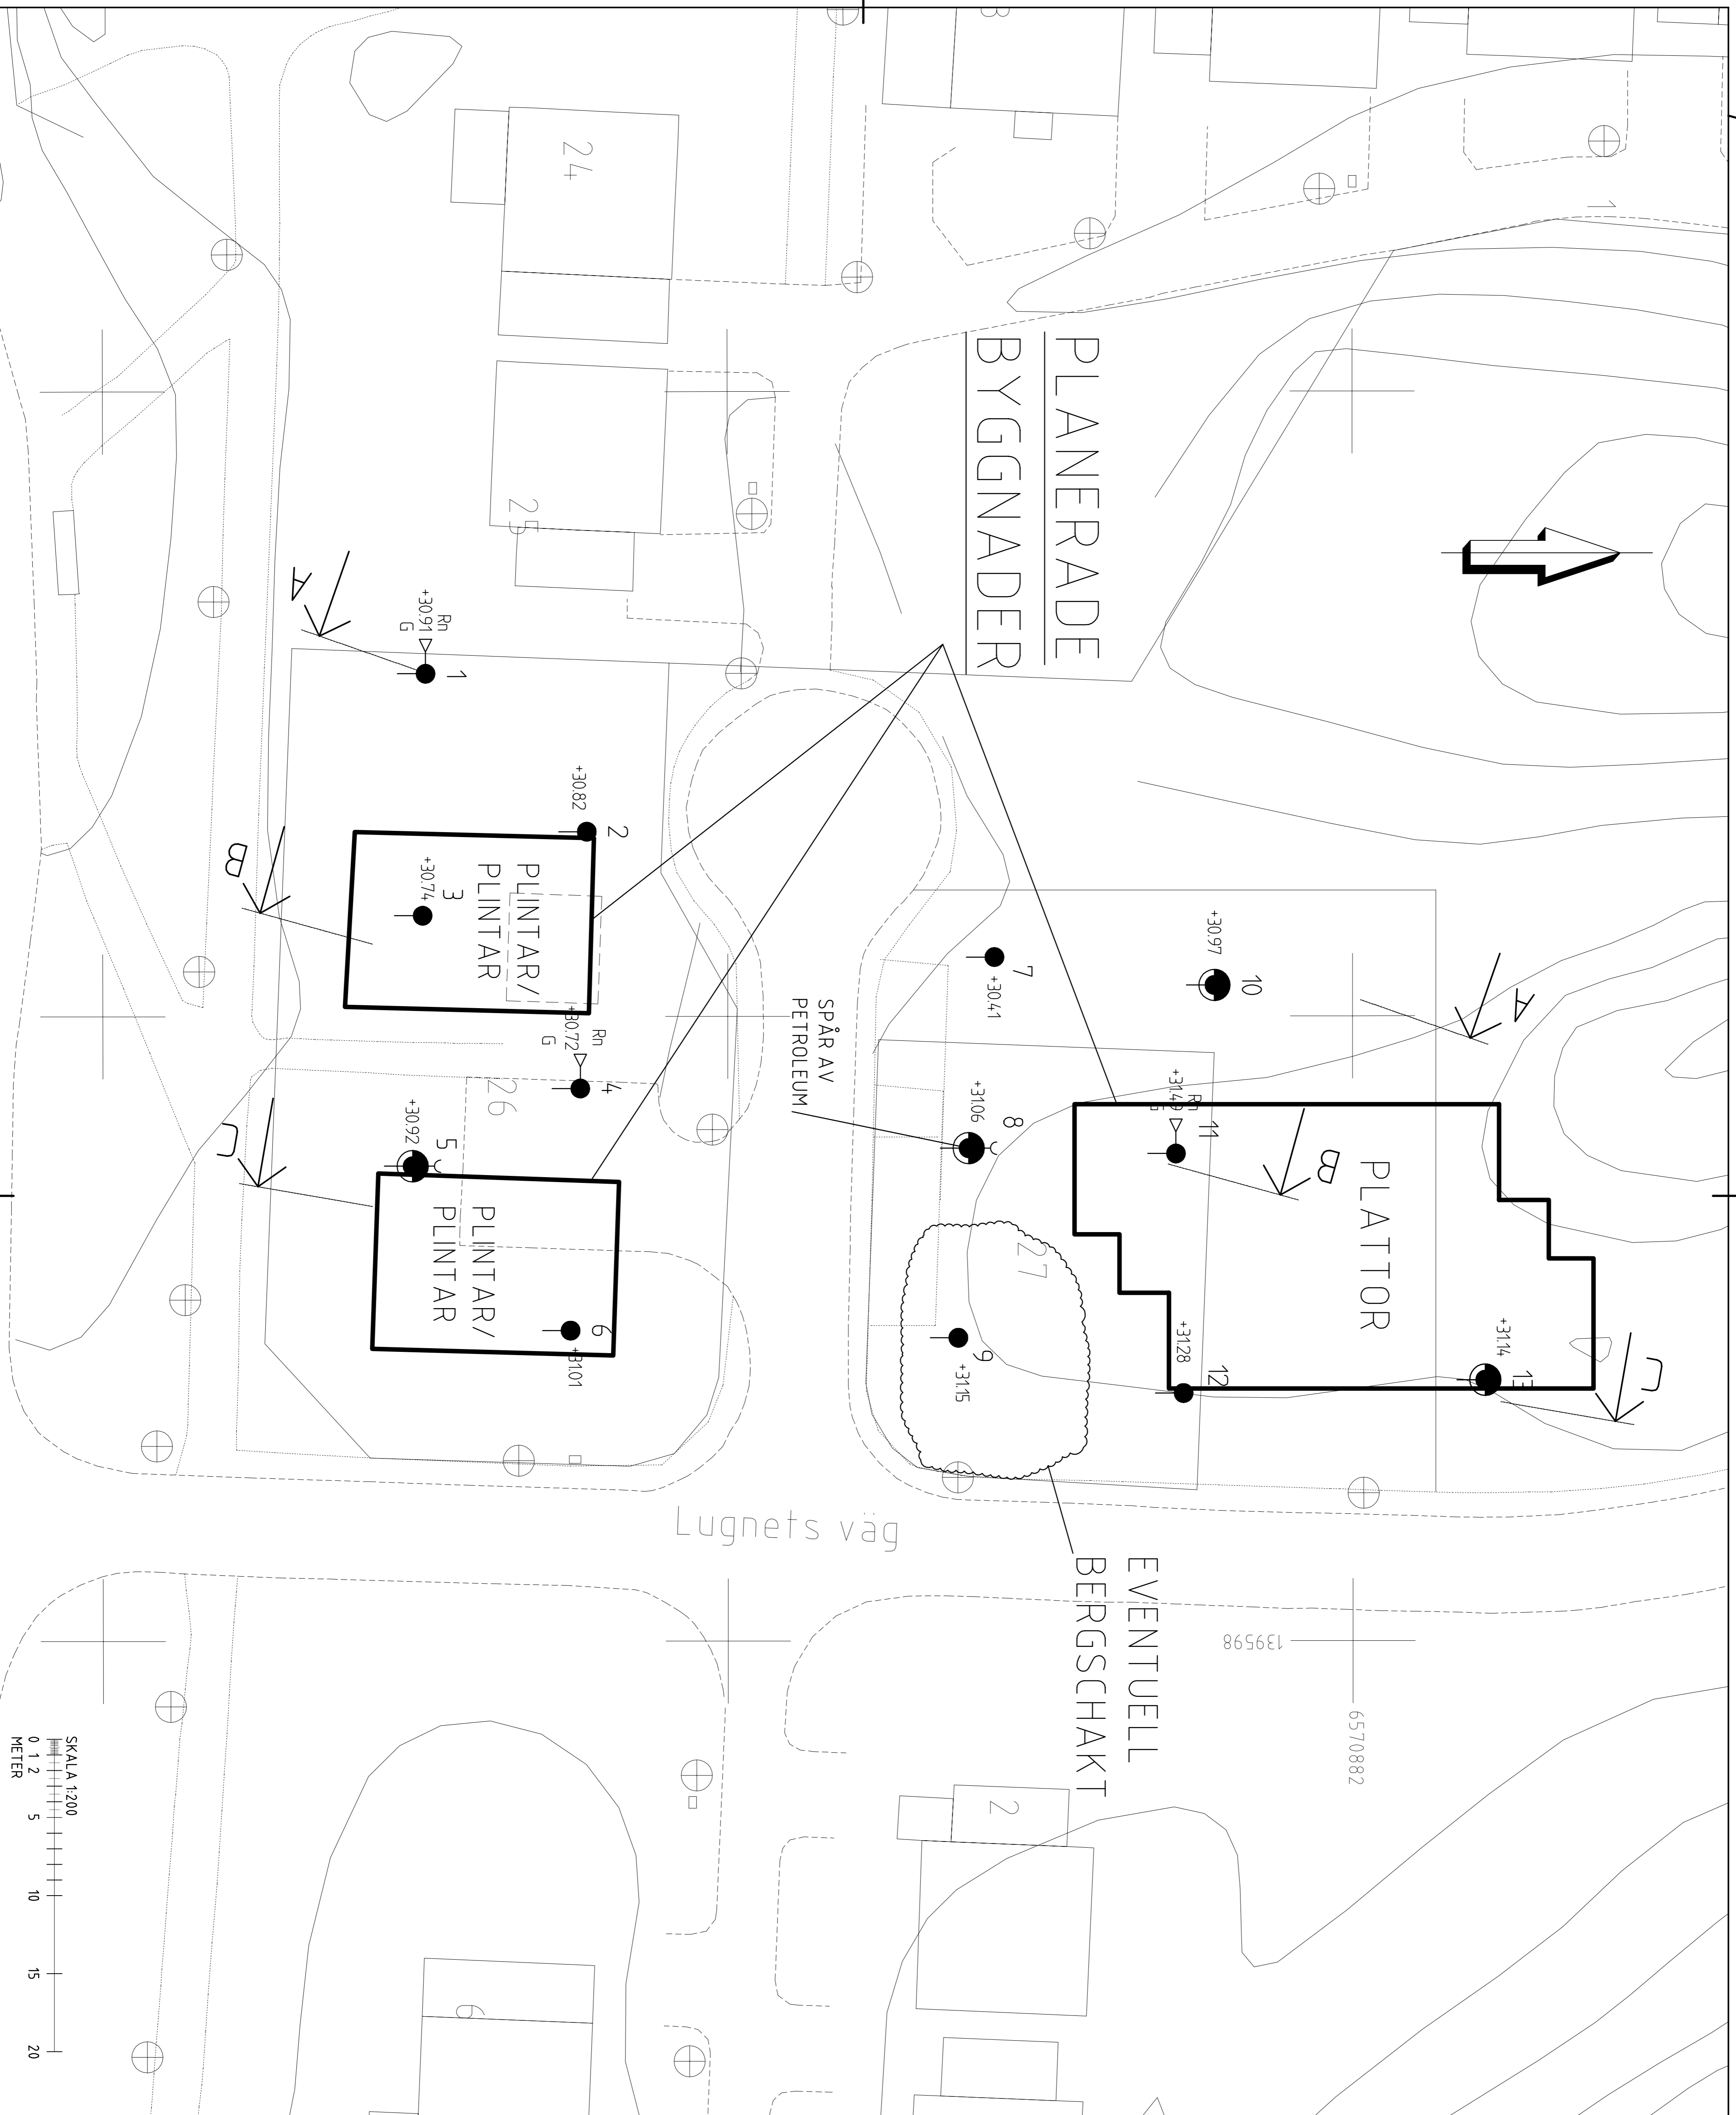 PLANERADE
BYGGNADER
24
25
1
Rn
+30.91
G
1
A
+30.82
2
B
+30.74
3
PLINTAR/
PLINTAR
Rn
+30.72
G
4
26
C
+30.92
5
PLINTAR/
PLINTAR
6
+31.01
7
+30.41
SPÅR AV
PETROLEUM
+31.06
8
27
9
+31.15
+30.97
10
A
Rn
+31.49
G
11
B
PLATTOR
+31.28
12
+31.14
13
C
Lugnets väg
EVENTUELL
BERGSCHAKT
139598
6570882
2
6
SKALA 1:200
0 1 2 5 10 15 20
METER